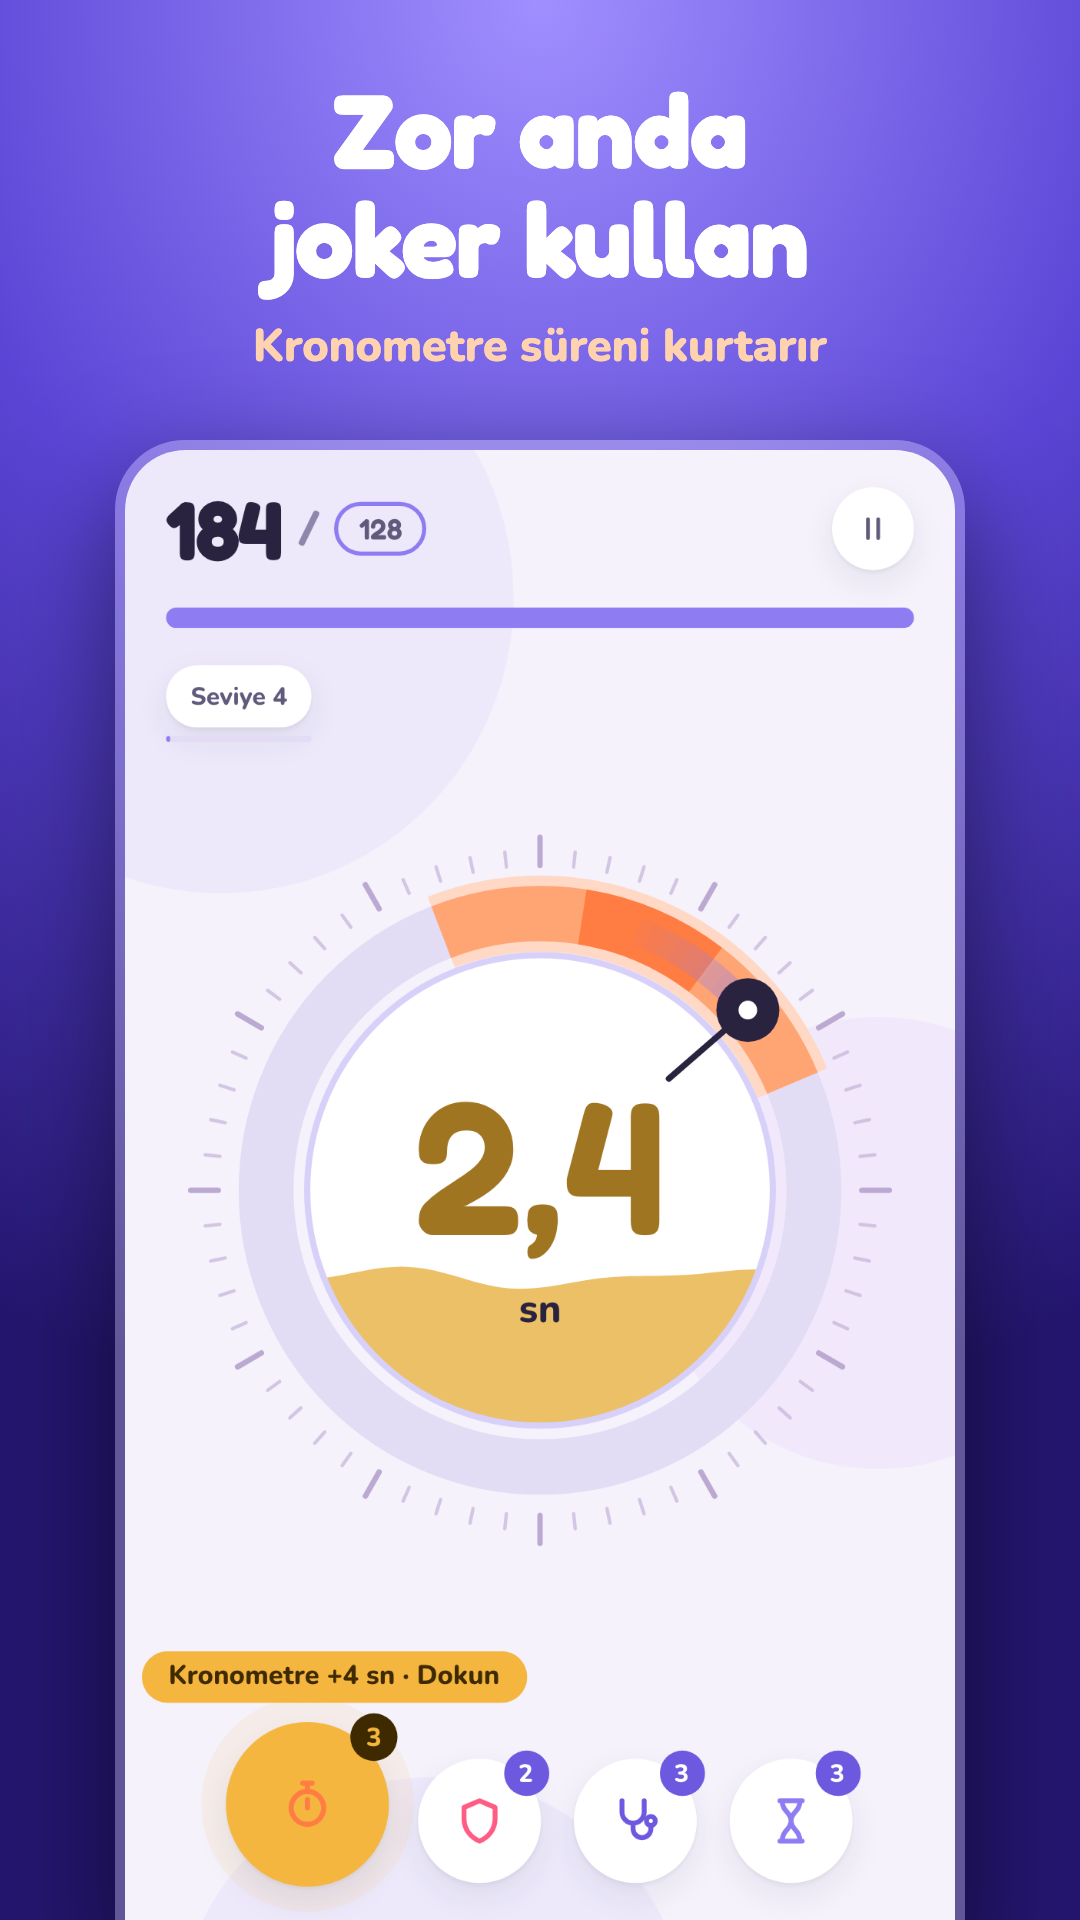 Zor anda
joker kullan
Kronometre süreni kurtarır
184 / 128
Seviye 4
2,4
sn
Kronometre +4 sn · Dokun
3
2
3
3